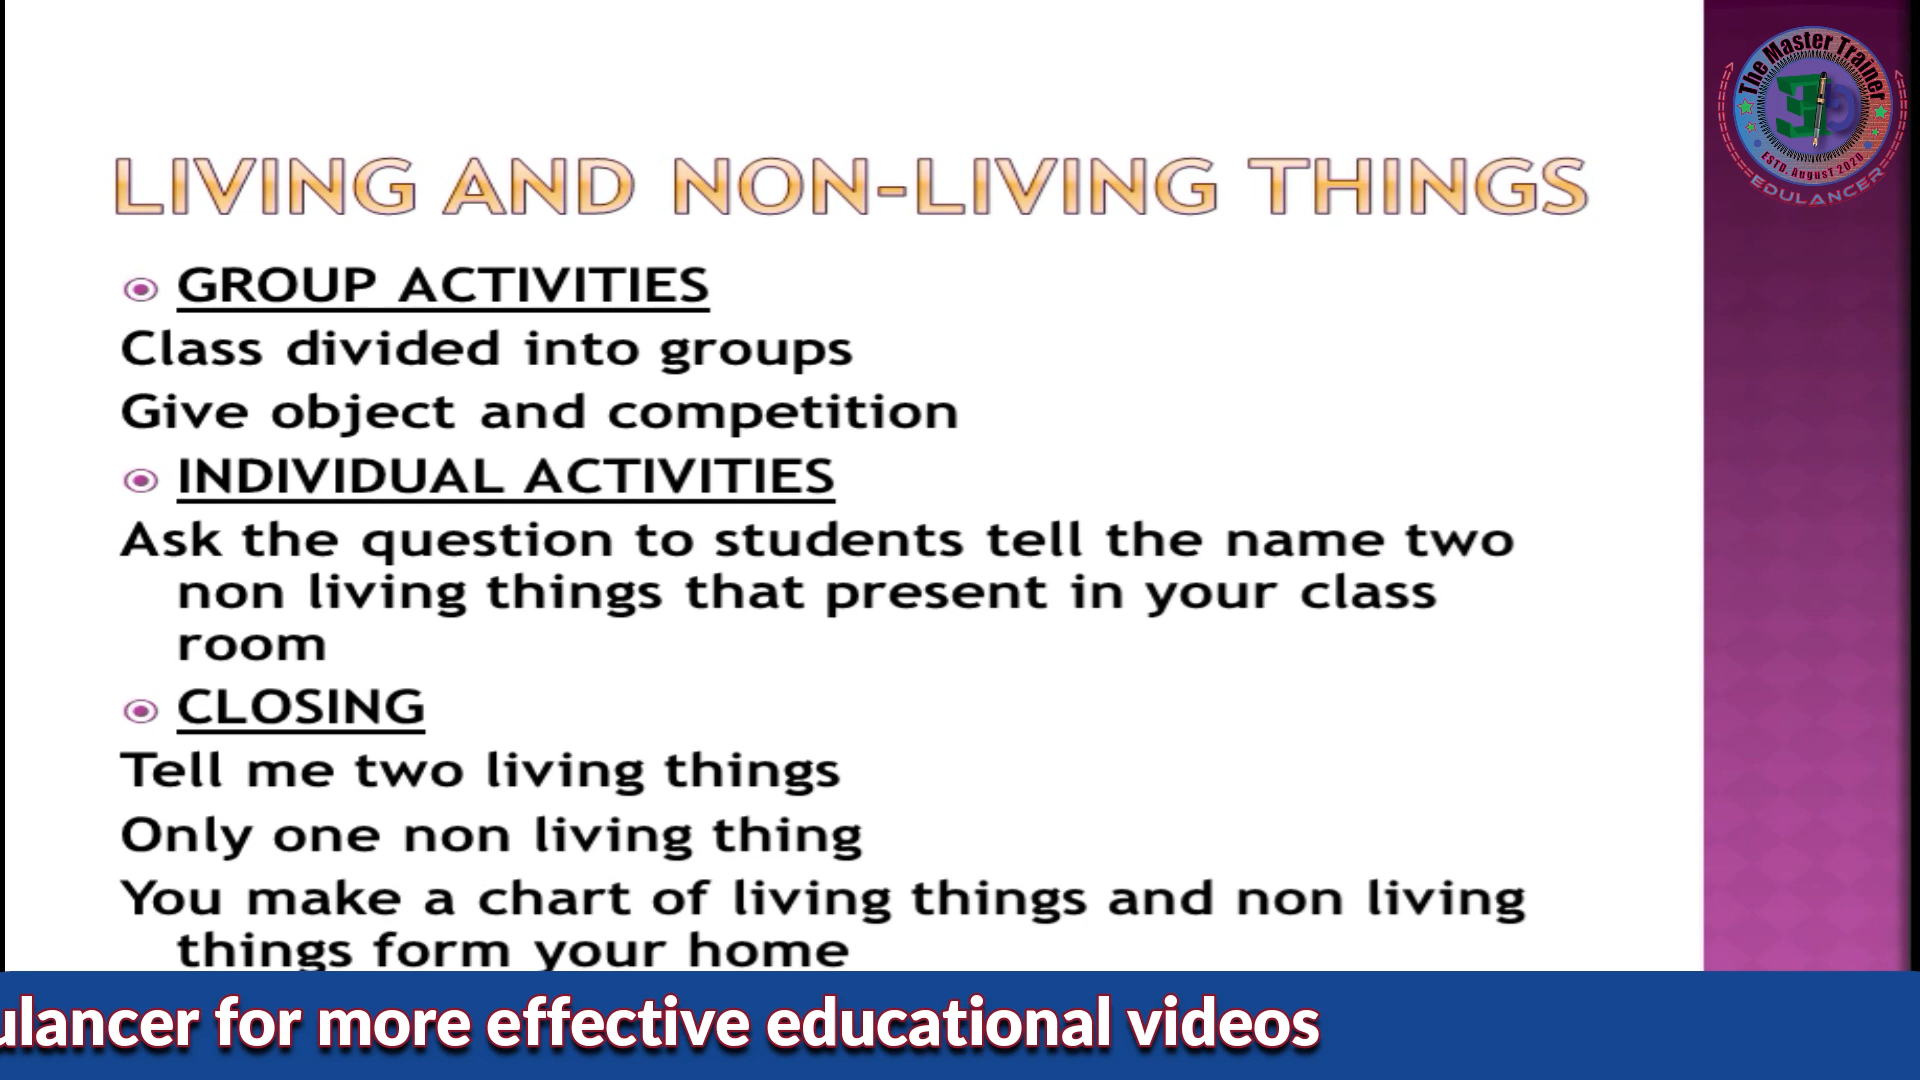 The Master Trainer
ESTD. AugusT 2020
EDULANCER
LIVING AND NON-LIVING THINGS
GROUP ACTIVITIES
Class divided into groups
Give object and competition
INDIVIDUAL ACTIVITIES
Ask the question to students tell the name two
non living things that present in your class
room
CLOSING
Tell me two living things
Only one non living thing
You make a chart of living things and non living
things form your home
ulancer for more effective educational videos